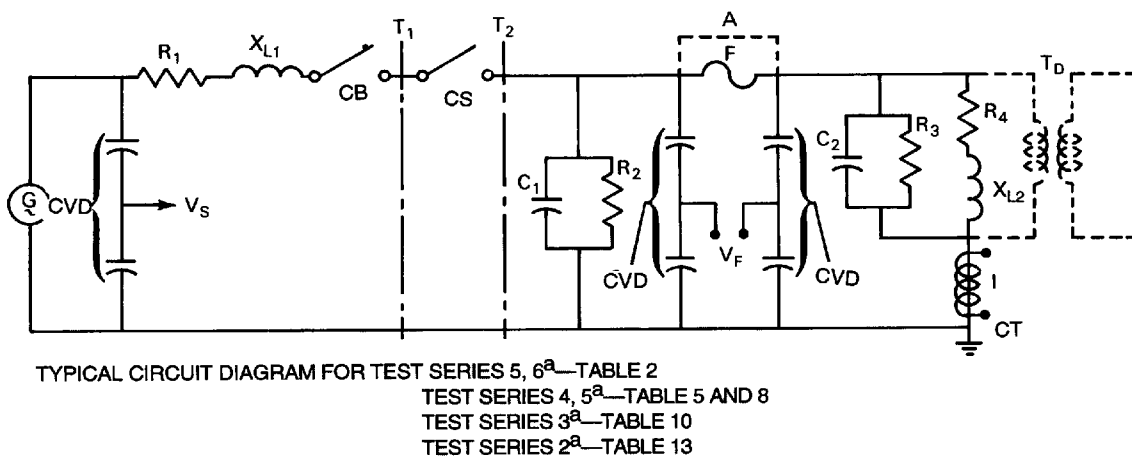 A
T1
T2
F
R1
XL1
CB
CS
TD
R4
R3
C2
C1
R2
XL2
G
CVD
VS
VF
CVD
CVD
I
CT
TYPICAL CIRCUIT DIAGRAM FOR TEST SERIES 5, 6a—TABLE 2
TEST SERIES 4, 5a—TABLE 5 AND 8
TEST SERIES 3a—TABLE 10
TEST SERIES 2a—TABLE 13